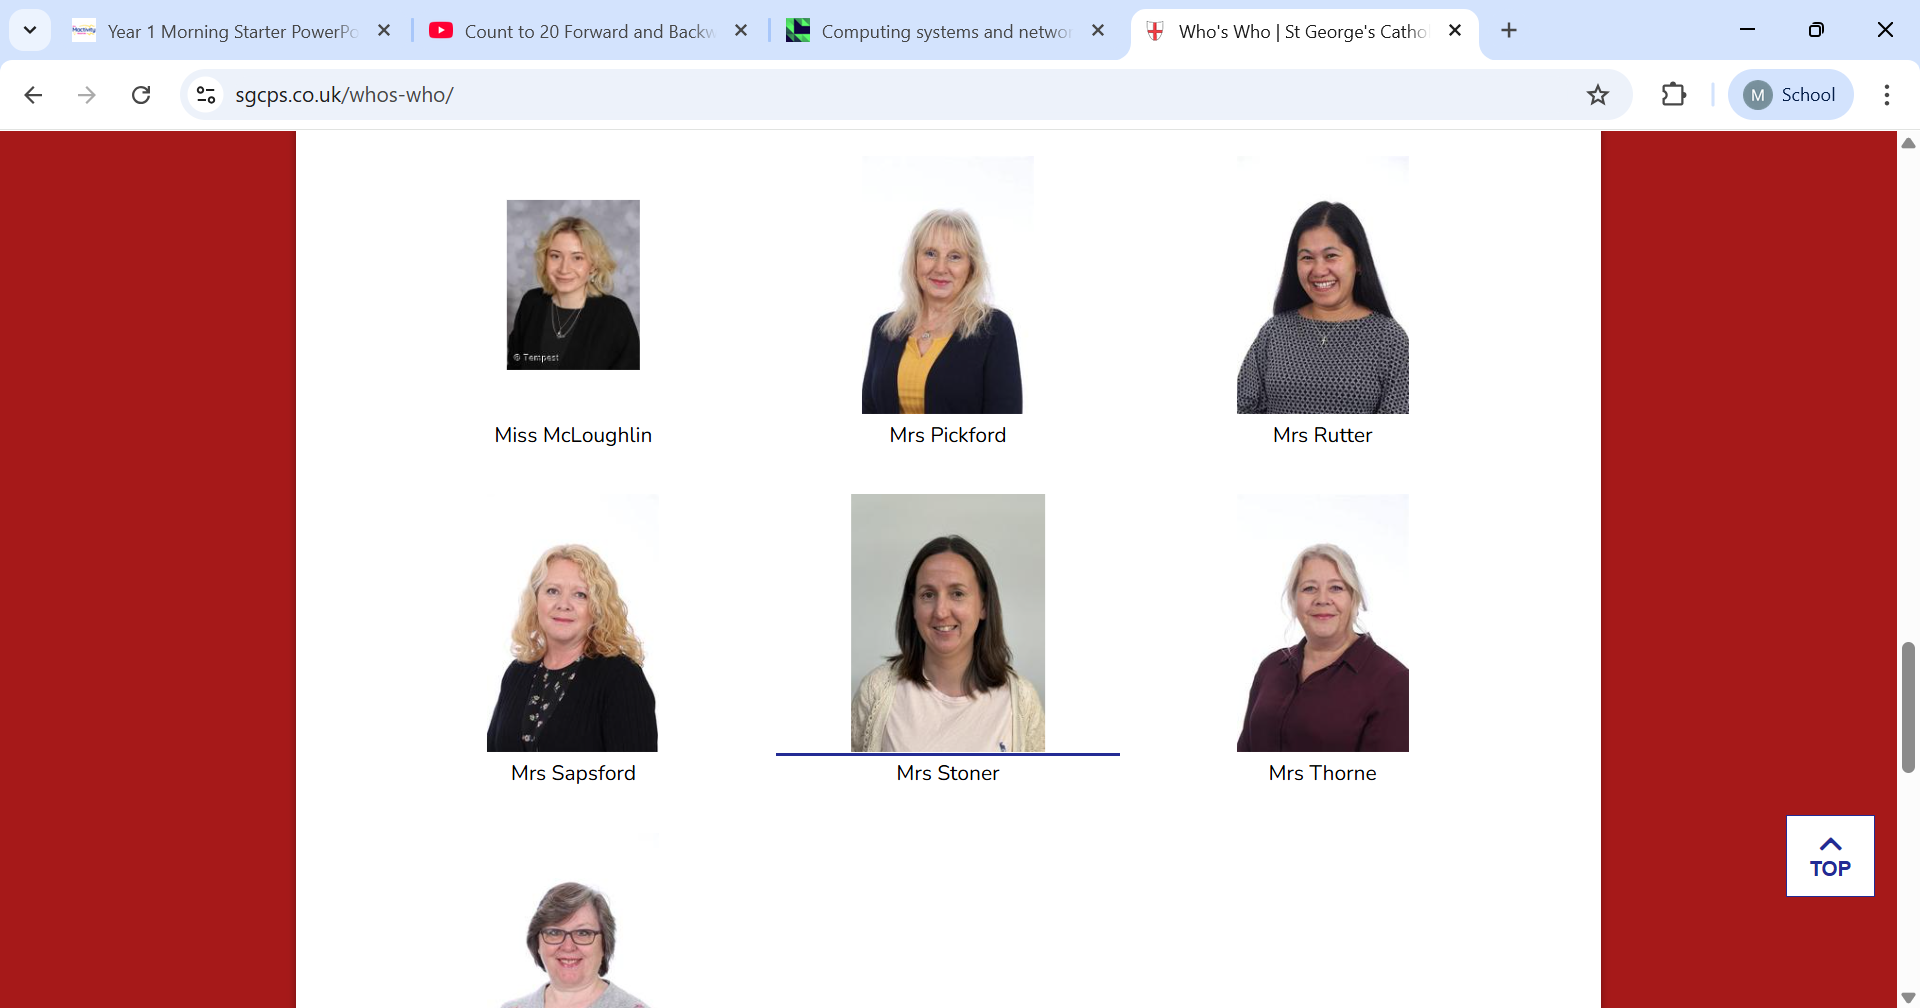 Year 1 Morning Starter PowerPo
Count to 20 Forward and Backw
Computing systems and networ
Who's Who | St George's Catho
sgcps.co.uk/whos-who/
M School
© Tempest
Miss McLoughlin Mrs Pickford Mrs Rutter
Mrs Sapsford Mrs Stoner Mrs Thorne
TOP